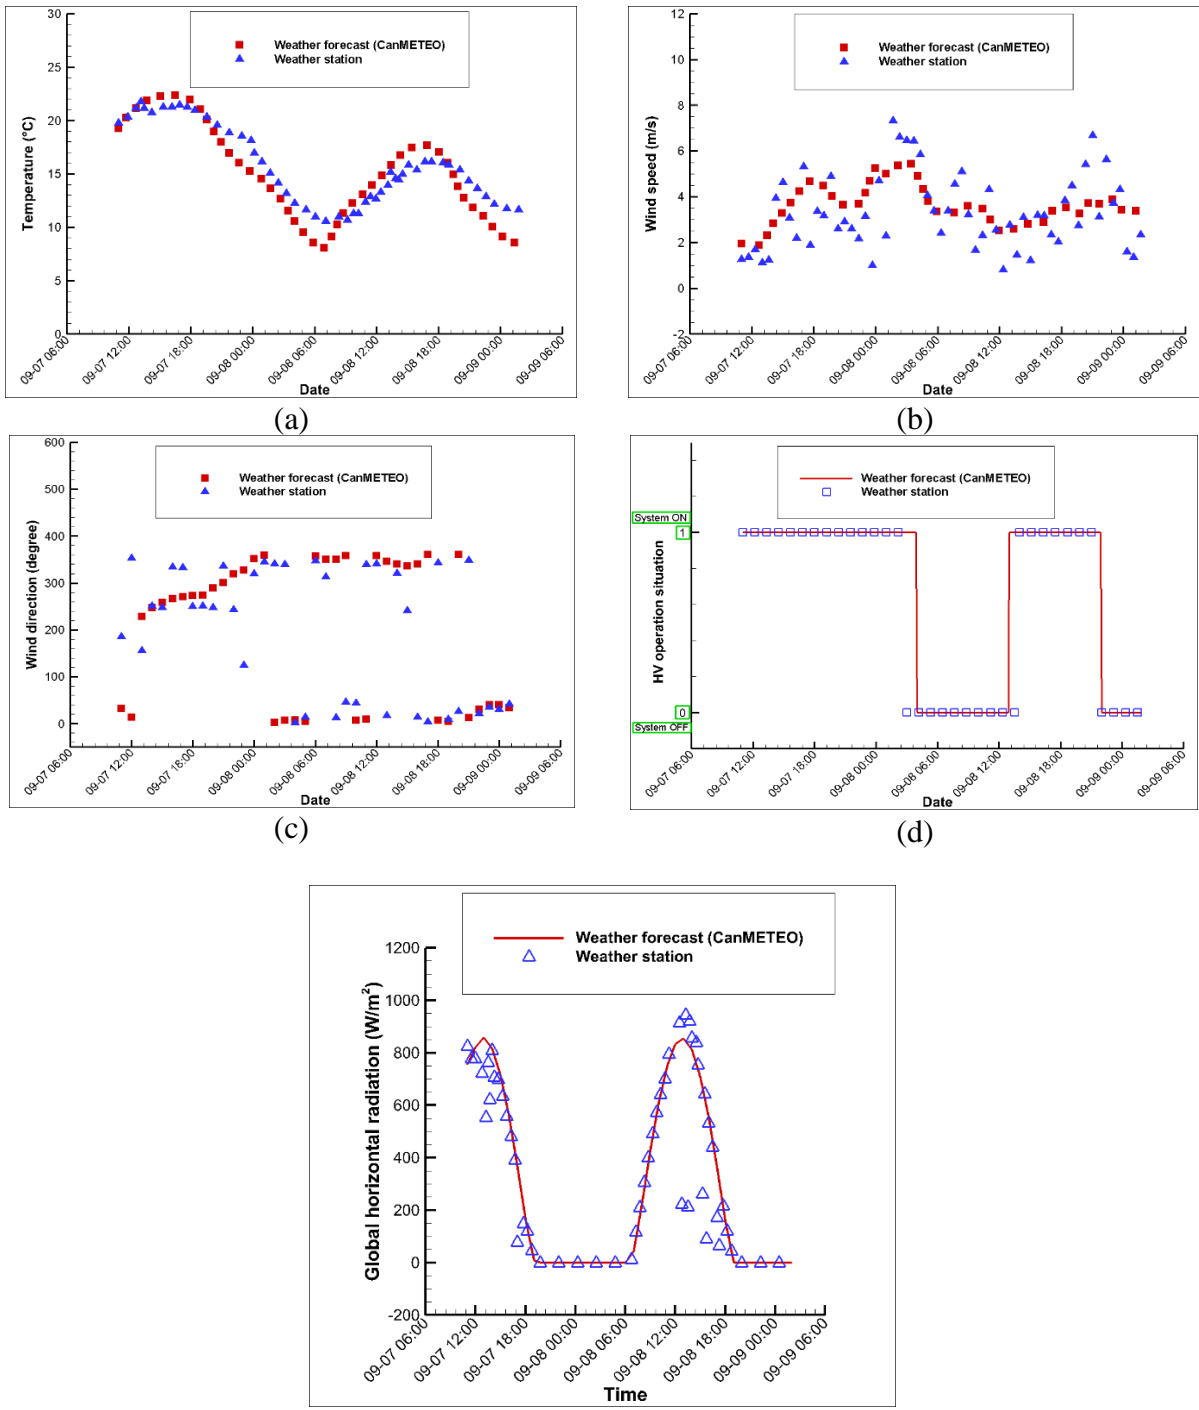 30
25
20
15
10
5
0
Temperature (°C)
Weather forecast (CanMETEO)
Weather station
09-07 06:00
09-07 12:00
09-07 18:00
09-08 00:00
09-08 06:00
09-08 12:00
09-08 18:00
09-09 00:00
09-09 06:00
Date
(a)
12
10
8
6
4
2
0
-2
Wind speed (m/s)
Weather forecast (CanMETEO)
Weather station
09-07 06:00
09-07 12:00
09-07 18:00
09-08 00:00
09-08 06:00
09-08 12:00
09-08 18:00
09-09 00:00
09-09 06:00
Date
(b)
600
500
400
300
200
100
0
Wind direction (degree)
Weather forecast (CanMETEO)
Weather station
09-07 06:00
09-07 12:00
09-07 18:00
09-08 00:00
09-08 06:00
09-08 12:00
09-08 18:00
09-09 00:00
09-09 06:00
Date
(c)
Weather forecast (CanMETEO)
Weather station
System ON
1
HV operation situation
0
System OFF
09-07 06:00
09-07 12:00
09-07 18:00
09-08 00:00
09-08 06:00
09-08 12:00
09-08 18:00
09-09 00:00
09-09 06:00
Date
(d)
Weather forecast (CanMETEO)
Weather station
1200
1000
800
600
400
200
0
-200
Global horizontal radiation (W/m²)
09-07 06:00
09-07 12:00
09-07 18:00
09-08 00:00
09-08 06:00
09-08 12:00
09-08 18:00
09-09 00:00
09-09 06:00
Time